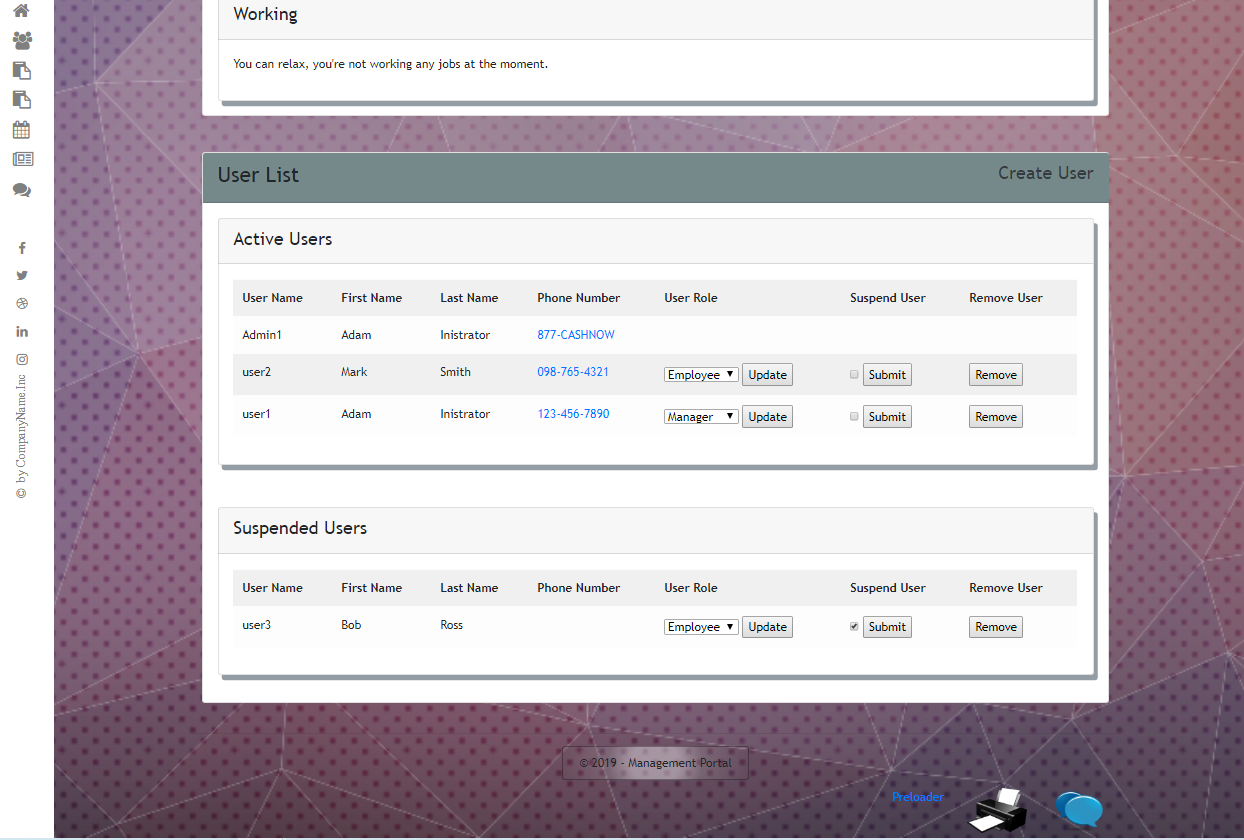 Working
You can relax, you're not working any jobs at the moment.
User List Create User
Active Users
User Name First Name Last Name Phone Number User Role Suspend User Remove User
Admin1 Adam Inistrator 877-CASHNOW
user2 Mark Smith 098-765-4321 Employee Update Submit Remove
user1 Adam Inistrator 123-456-7890 Manager Update Submit Remove
Suspended Users
User Name First Name Last Name Phone Number User Role Suspend User Remove User
user3 Bob Ross Employee Update Submit Remove
© by CompanyName.Inc
© 2019 - Management Portal
Preloader